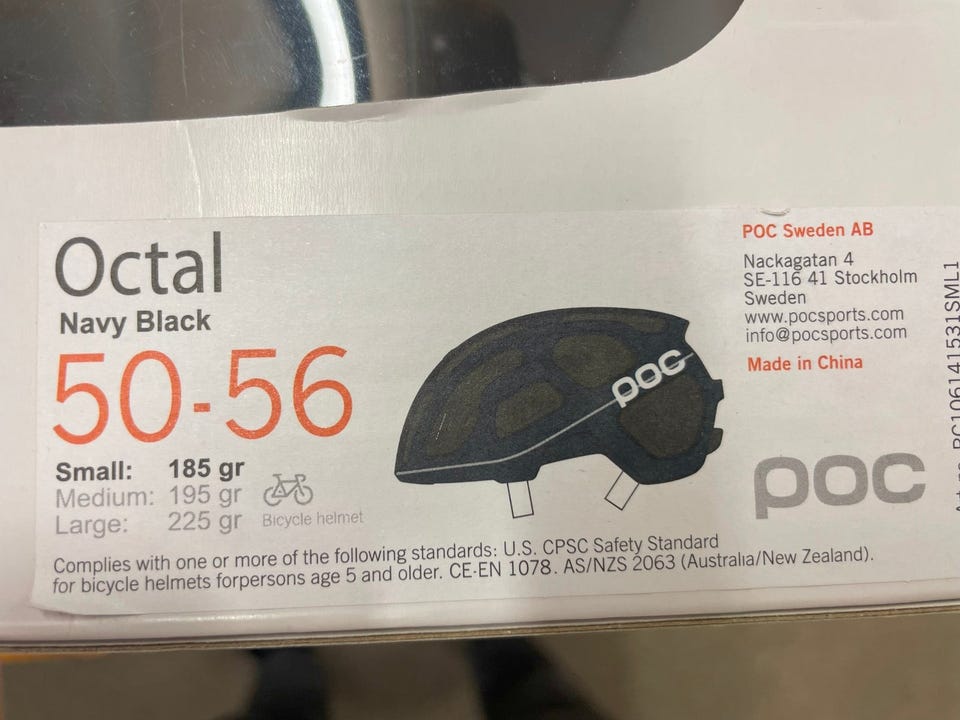 Octal
Navy Black
50-56
Small: 185 gr
Medium: 195 gr
Large: 225 gr
Bicycle helmet
poc
POC Sweden AB
Nackagatan 4
SE-116 41 Stockholm
Sweden
www.pocsports.com
info@pocsports.com
Made in China
poc
Complies with one or more of the following standards: U.S. CPSC Safety Standard
for bicycle helmets forpersons age 5 and older. CE-EN 1078. AS/NZS 2063 (Australia/New Zealand).